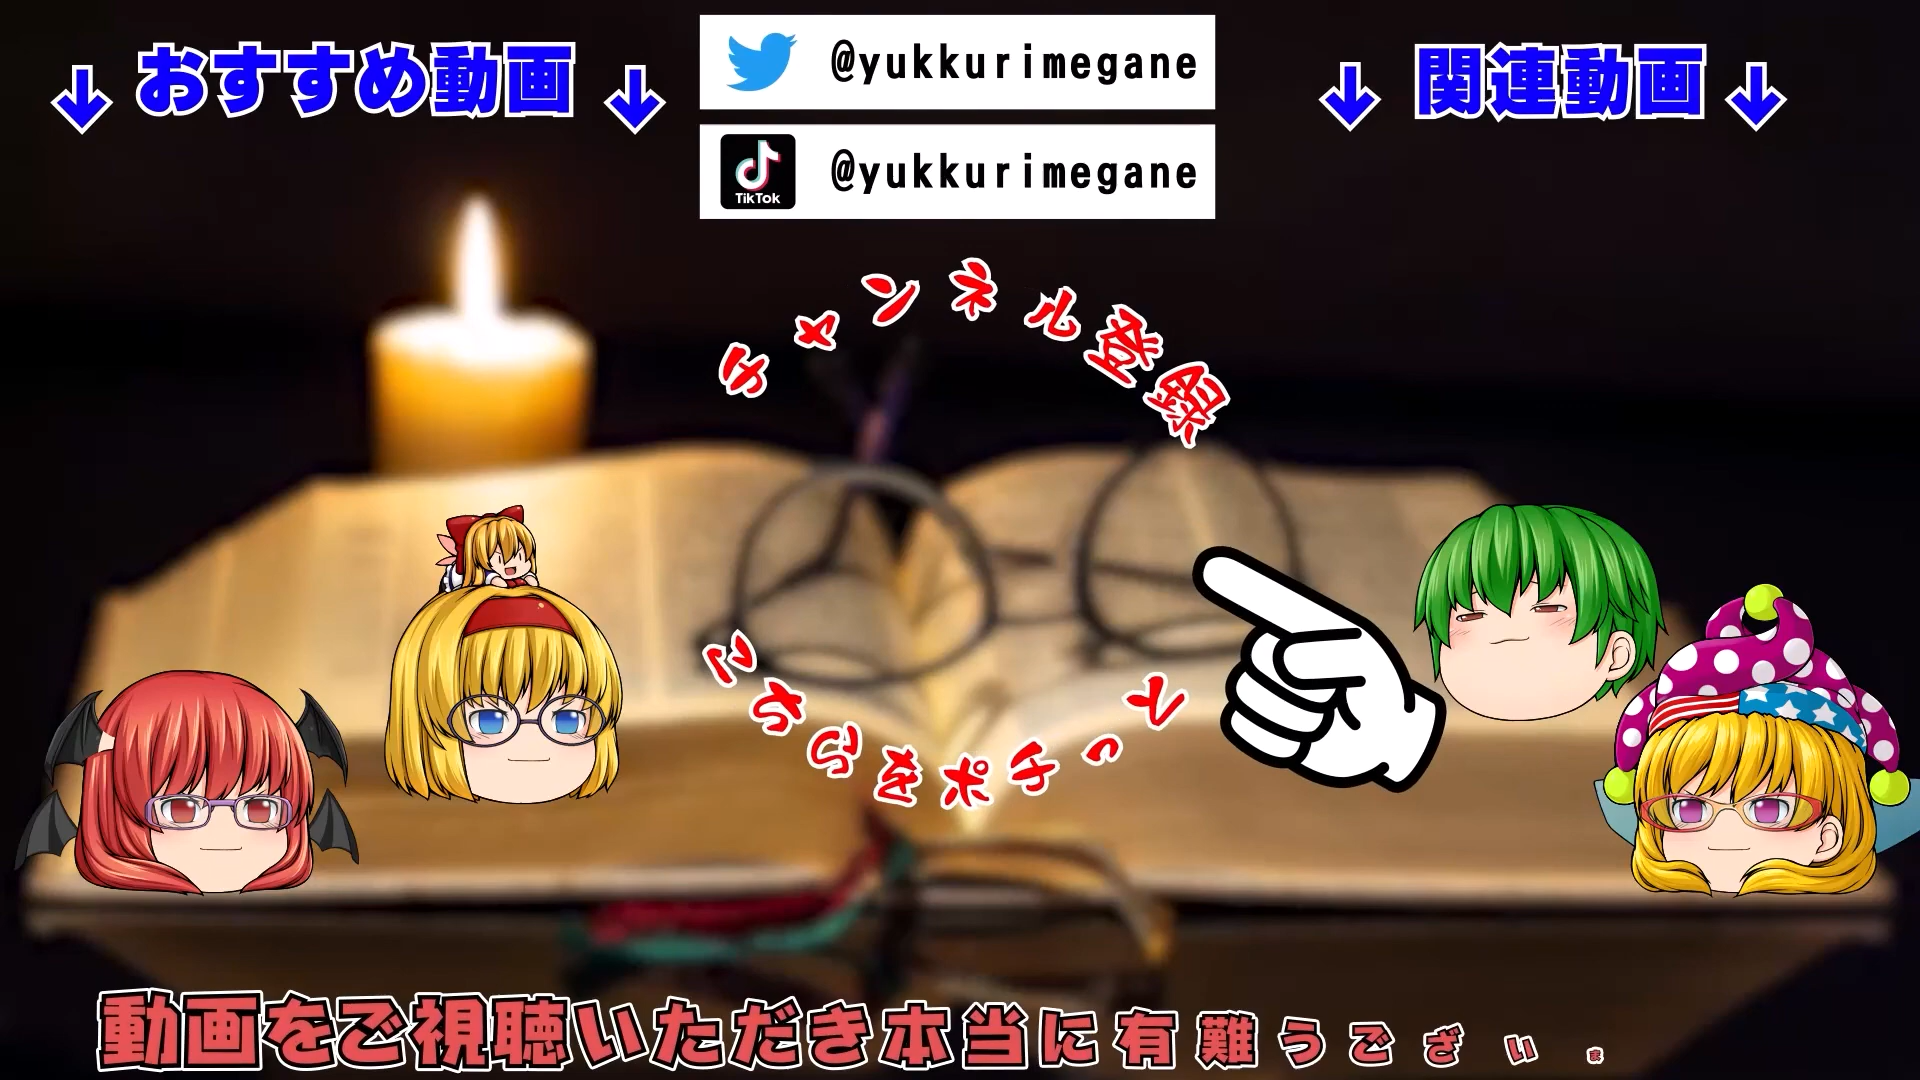 ↓おすすめ動画↓
@yukkurimegane
TikTok
@yukkurimegane
↓関連動画↓
チャンネル登録
こちらをポチっと
動画をご視聴いただき本当に有難うございま